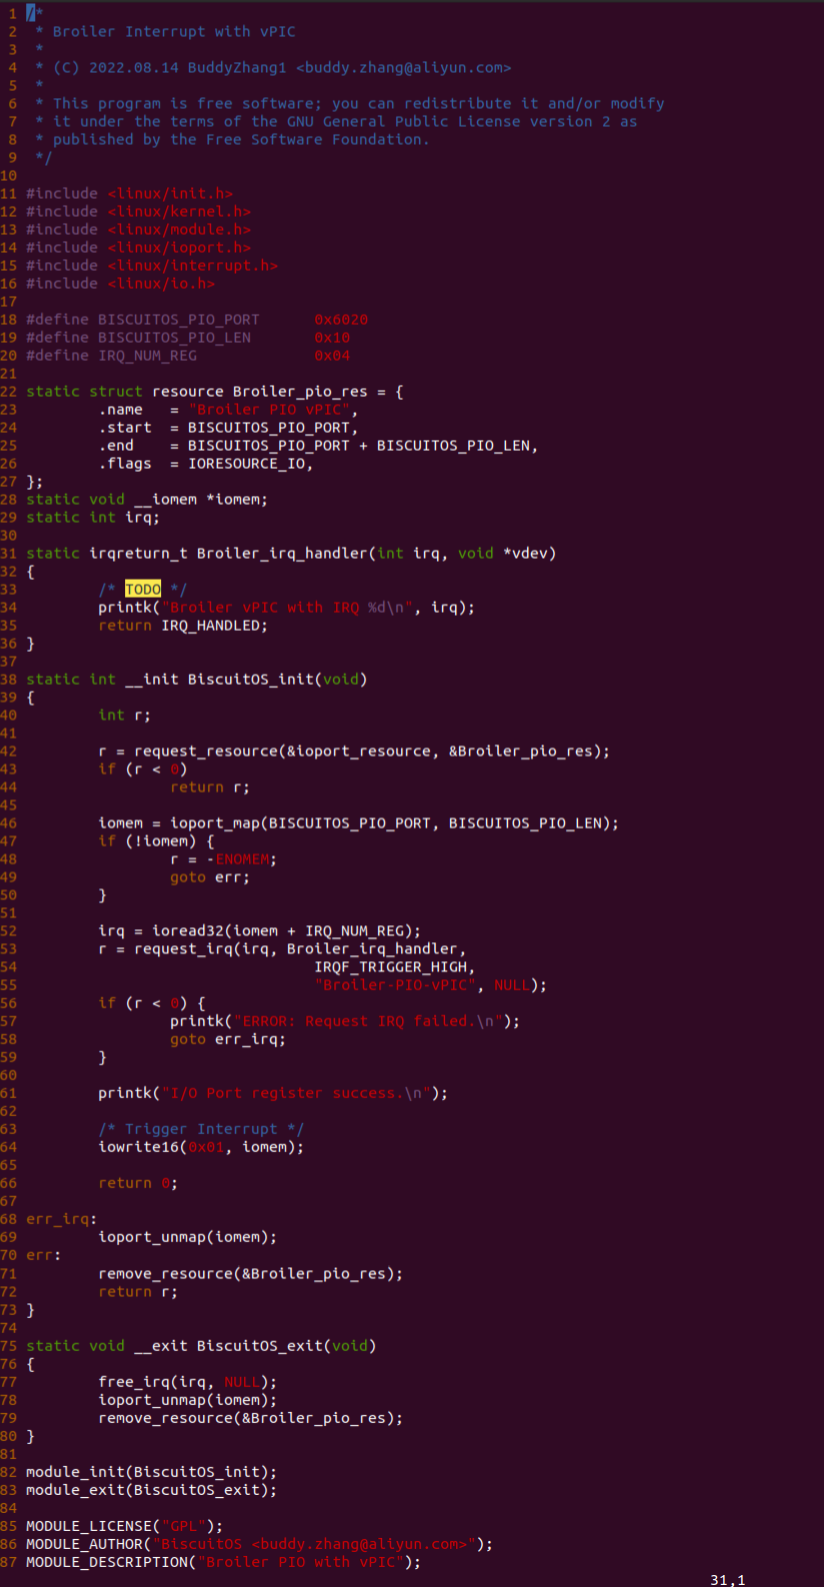 1 /*
2  * Broiler Interrupt with vPIC
3  *
4  * (C) 2022.08.14 BuddyZhang1 <buddy.zhang@aliyun.com>
5  *
6  * This program is free software; you can redistribute it and/or modify
7  * it under the terms of the GNU General Public License version 2 as
8  * published by the Free Software Foundation.
9  */
10
11 #include <linux/init.h>
12 #include <linux/kernel.h>
13 #include <linux/module.h>
14 #include <linux/ioport.h>
15 #include <linux/interrupt.h>
16 #include <linux/io.h>
17
18 #define BISCUITOS_PIO_PORT      0x6020
19 #define BISCUITOS_PIO_LEN       0x10
20 #define IRQ_NUM_REG             0x04
21
22 static struct resource Broiler_pio_res = {
23         .name   = "Broiler PIO vPIC",
24         .start  = BISCUITOS_PIO_PORT,
25         .end    = BISCUITOS_PIO_PORT + BISCUITOS_PIO_LEN,
26         .flags  = IORESOURCE_IO,
27 };
28 static void __iomem *iomem;
29 static int irq;
30
31 static irqreturn_t Broiler_irq_handler(int irq, void *vdev)
32 {
33         /* TODO */
34         printk("Broiler vPIC with IRQ %d\n", irq);
35         return IRQ_HANDLED;
36 }
37
38 static int __init BiscuitOS_init(void)
39 {
40         int r;
41
42         r = request_resource(&ioport_resource, &Broiler_pio_res);
43         if (r < 0)
44                 return r;
45
46         iomem = ioport_map(BISCUITOS_PIO_PORT, BISCUITOS_PIO_LEN);
47         if (!iomem) {
48                 r = -ENOMEM;
49                 goto err;
50         }
51
52         irq = ioread32(iomem + IRQ_NUM_REG);
53         r = request_irq(irq, Broiler_irq_handler,
54                                 IRQF_TRIGGER_HIGH,
55                                 "Broiler-PIO-vPIC", NULL);
56         if (r < 0) {
57                 printk("ERROR: Request IRQ failed.\n");
58                 goto err_irq;
59         }
60
61         printk("I/O Port register success.\n");
62
63         /* Trigger Interrupt */
64         iowrite16(0x01, iomem);
65
66         return 0;
67
68 err_irq:
69         ioport_unmap(iomem);
70 err:
71         remove_resource(&Broiler_pio_res);
72         return r;
73 }
74
75 static void __exit BiscuitOS_exit(void)
76 {
77         free_irq(irq, NULL);
78         ioport_unmap(iomem);
79         remove_resource(&Broiler_pio_res);
80 }
81
82 module_init(BiscuitOS_init);
83 module_exit(BiscuitOS_exit);
84
85 MODULE_LICENSE("GPL");
86 MODULE_AUTHOR("BiscuitOS <buddy.zhang@aliyun.com>");
87 MODULE_DESCRIPTION("Broiler PIO with vPIC");
31,1